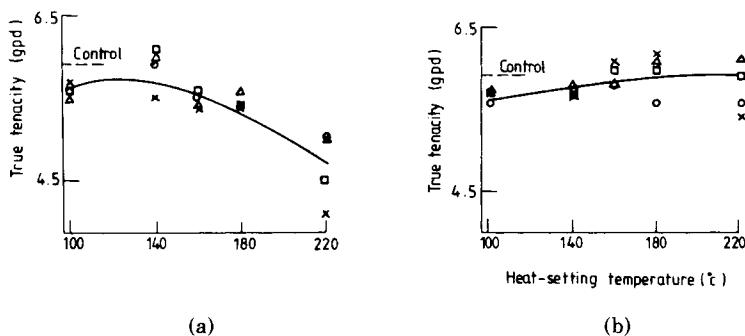 6.5
Control
True tenacity (gpd)
4.5
100 140 160 180 220
(a)
6.5
Control
True tenacity (gpd)
4.5
100 140 160 180 220
Heat-setting temperature (°c)
(b)